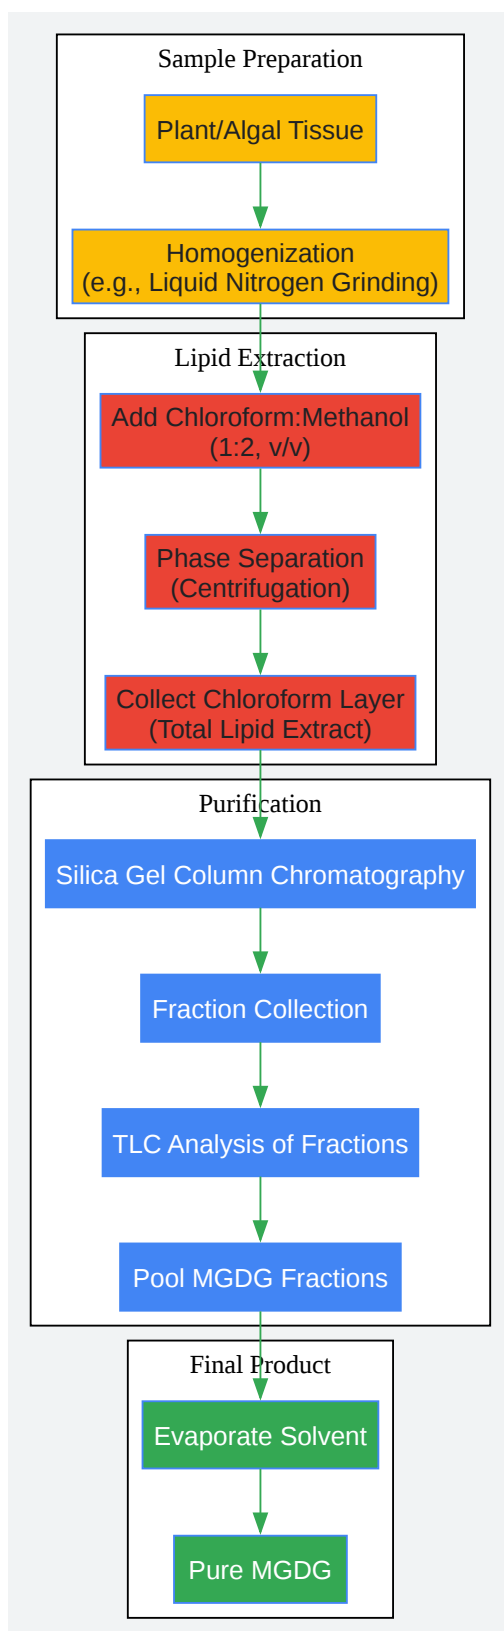 Sample Preparation
Plant/Algal Tissue
Homogenization
(e.g., Liquid Nitrogen Grinding)
Lipid Extraction
Add Chloroform:Methanol
(1:2, v/v)
Phase Separation
(Centrifugation)
Collect Chloroform Layer
(Total Lipid Extract)
Purification
Silica Gel Column Chromatography
Fraction Collection
TLC Analysis of Fractions
Pool MGDG Fractions
Final Product
Evaporate Solvent
Pure MGDG